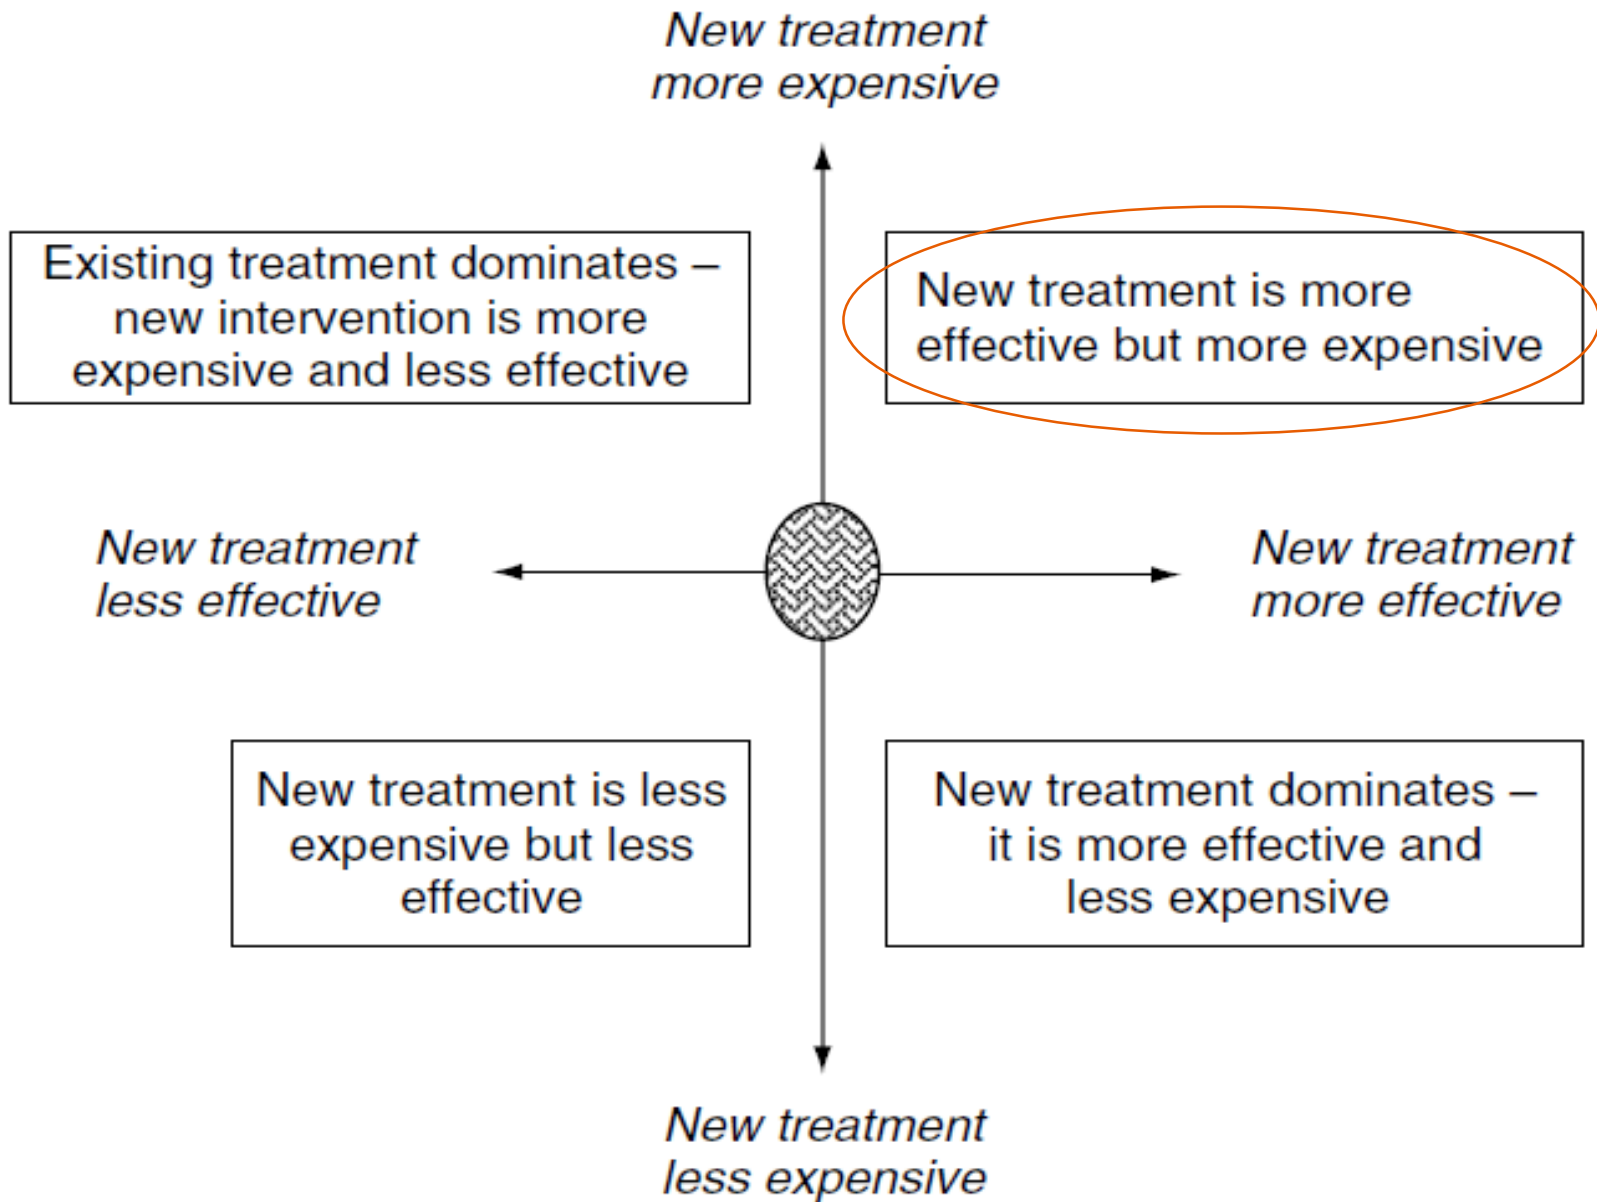 New treatment
more expensive
Existing treatment dominates –
new intervention is more
expensive and less effective
New treatment is more
effective but more expensive
New treatment
less effective
New treatment
more effective
New treatment is less
expensive but less
effective
New treatment dominates –
it is more effective and
less expensive
New treatment
less expensive